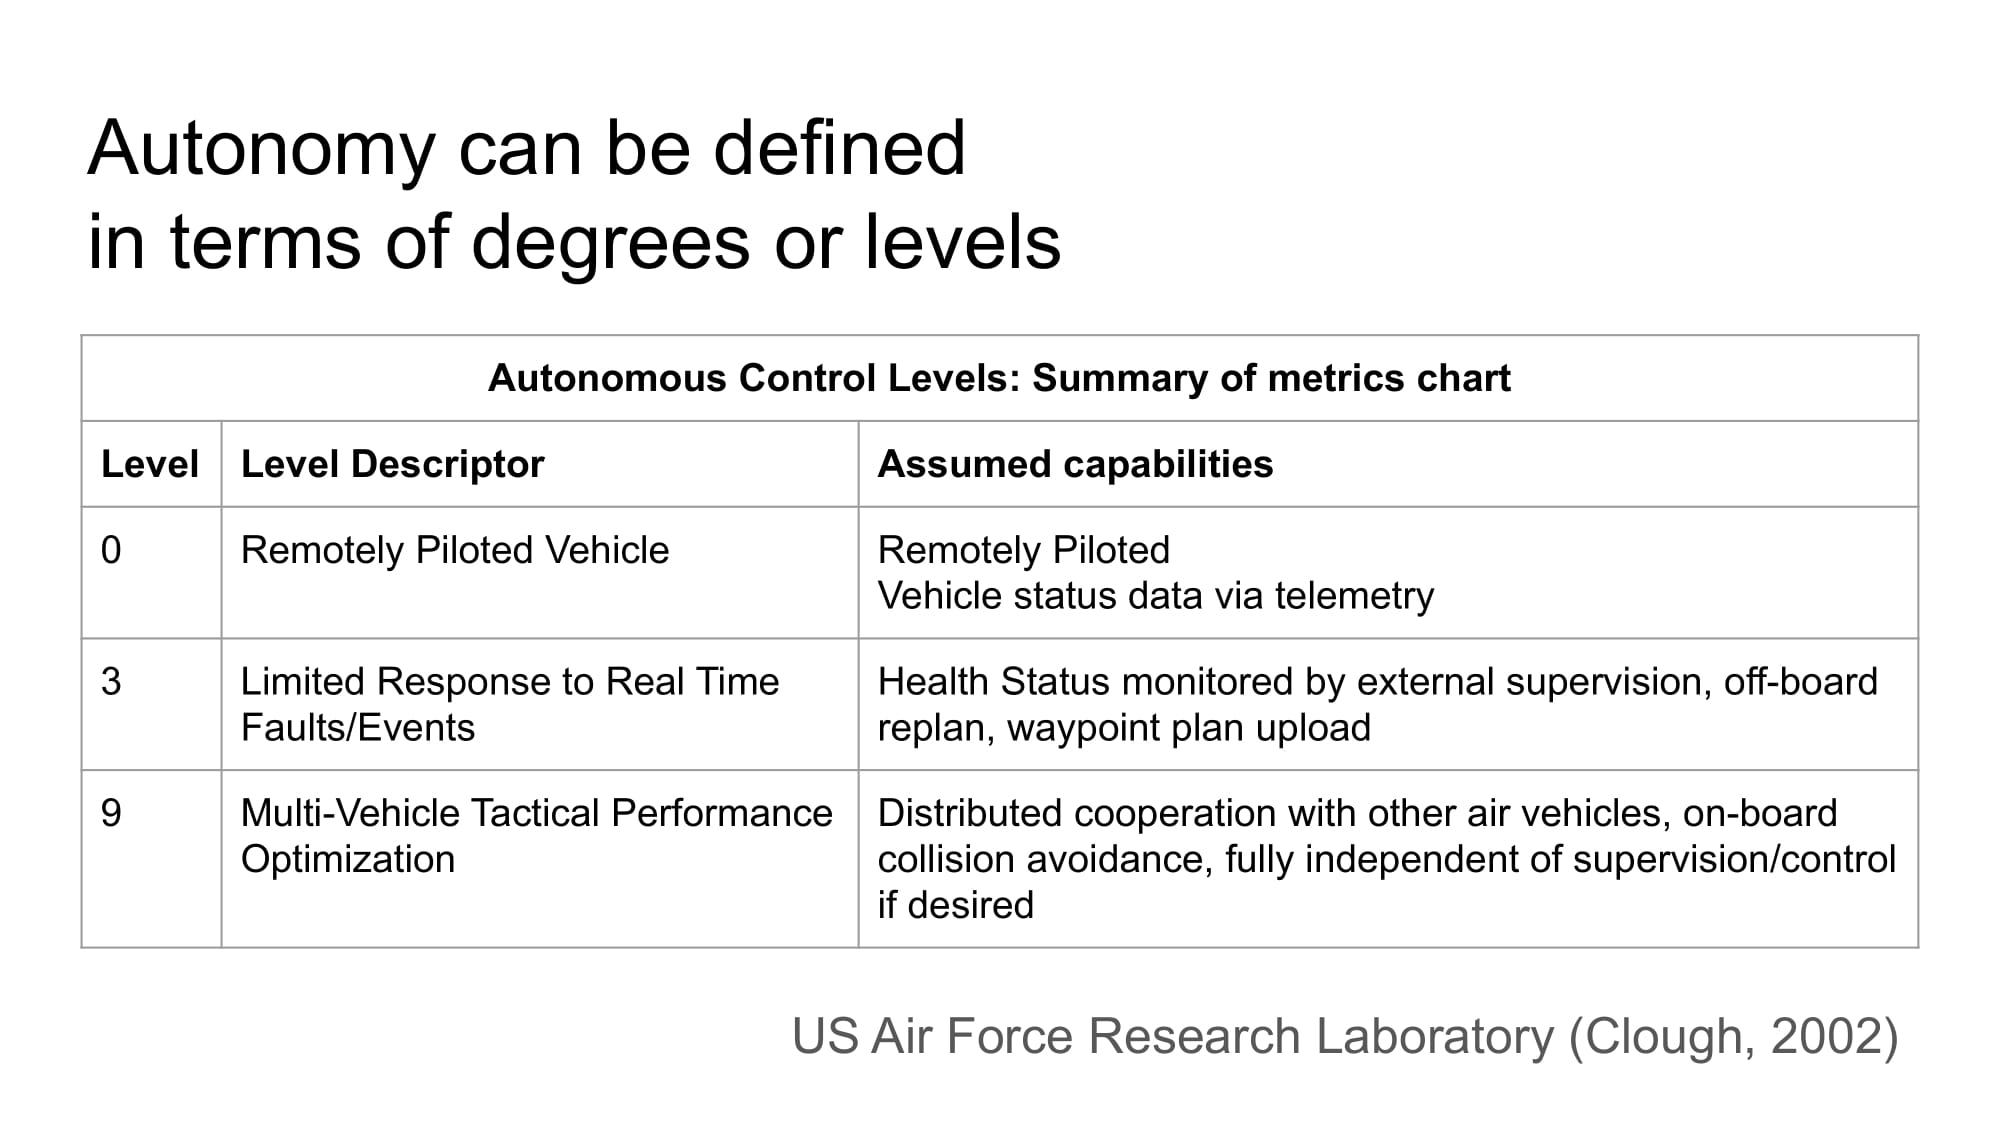 Autonomy can be defined
in terms of degrees or levels
Autonomous Control Levels: Summary of metrics chart
Level
Level Descriptor
Assumed capabilities
0
Remotely Piloted Vehicle
Remotely Piloted
Vehicle status data via telemetry
3
Limited Response to Real Time
Faults/Events
Health Status monitored by external supervision, off-board
replan, waypoint plan upload
9
Multi-Vehicle Tactical Performance
Optimization
Distributed cooperation with other air vehicles, on-board
collision avoidance, fully independent of supervision/control
if desired
US Air Force Research Laboratory (Clough, 2002)